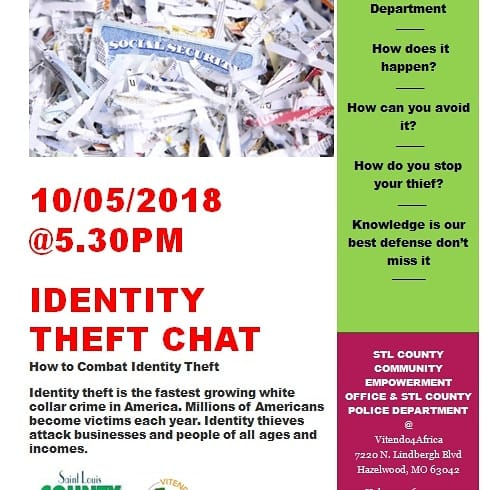 SOCIAL SECURITY
10/05/2018
@5.30PM
IDENTITY
THEFT CHAT
How to Combat Identity Theft
Identity theft is the fastest growing white
collar crime in America. Millions of Americans
become victims each year. Identity thieves
attack businesses and people of all ages and
incomes.
Saint Louis
COUNTY
VITENDO
Department
How does it
happen?
How can you avoid
it?
How do you stop
your thief?
Knowledge is our
best defense don’t
miss it
STL COUNTY
COMMUNITY
EMPOWERMENT
OFFICE & STL COUNTY
POLICE DEPARTMENT
@
Vitendo4Africa
7220 N. Lindbergh Blvd
Hazelwood, MO 63042